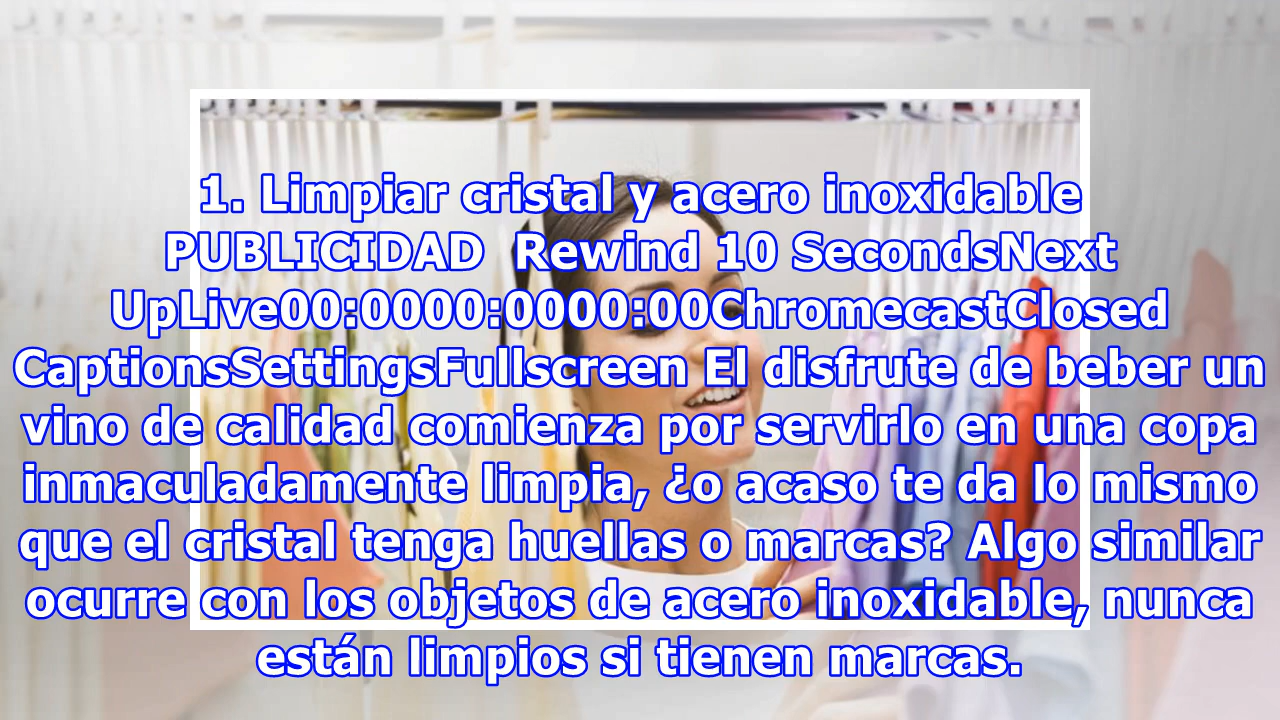 1. Limpiar cristal y acero inoxidable
PUBLICIDAD  Rewind 10 SecondsNext
UpLive00:0000:0000:00ChromecastClosed
CaptionsSettingsFullscreen El disfrute de beber un
vino de calidad comienza por servirlo en una copa
inmaculadamente limpia, ¿o acaso te da lo mismo
que el cristal tenga huellas o marcas? Algo similar
ocurre con los objetos de acero inoxidable, nunca
están limpios si tienen marcas.